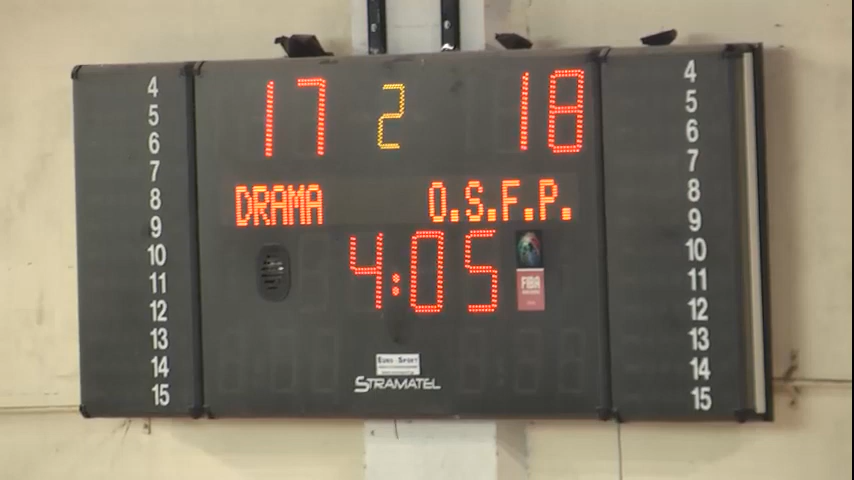 17 2 18
DRAMA O.S.F.P.
4:05
FIBA
EURO SPORT
STRAMATEL
4 4
5 5
6 6
7 7
8 8
9 9
10 10
11 11
12 12
13 13
14 14
15 15